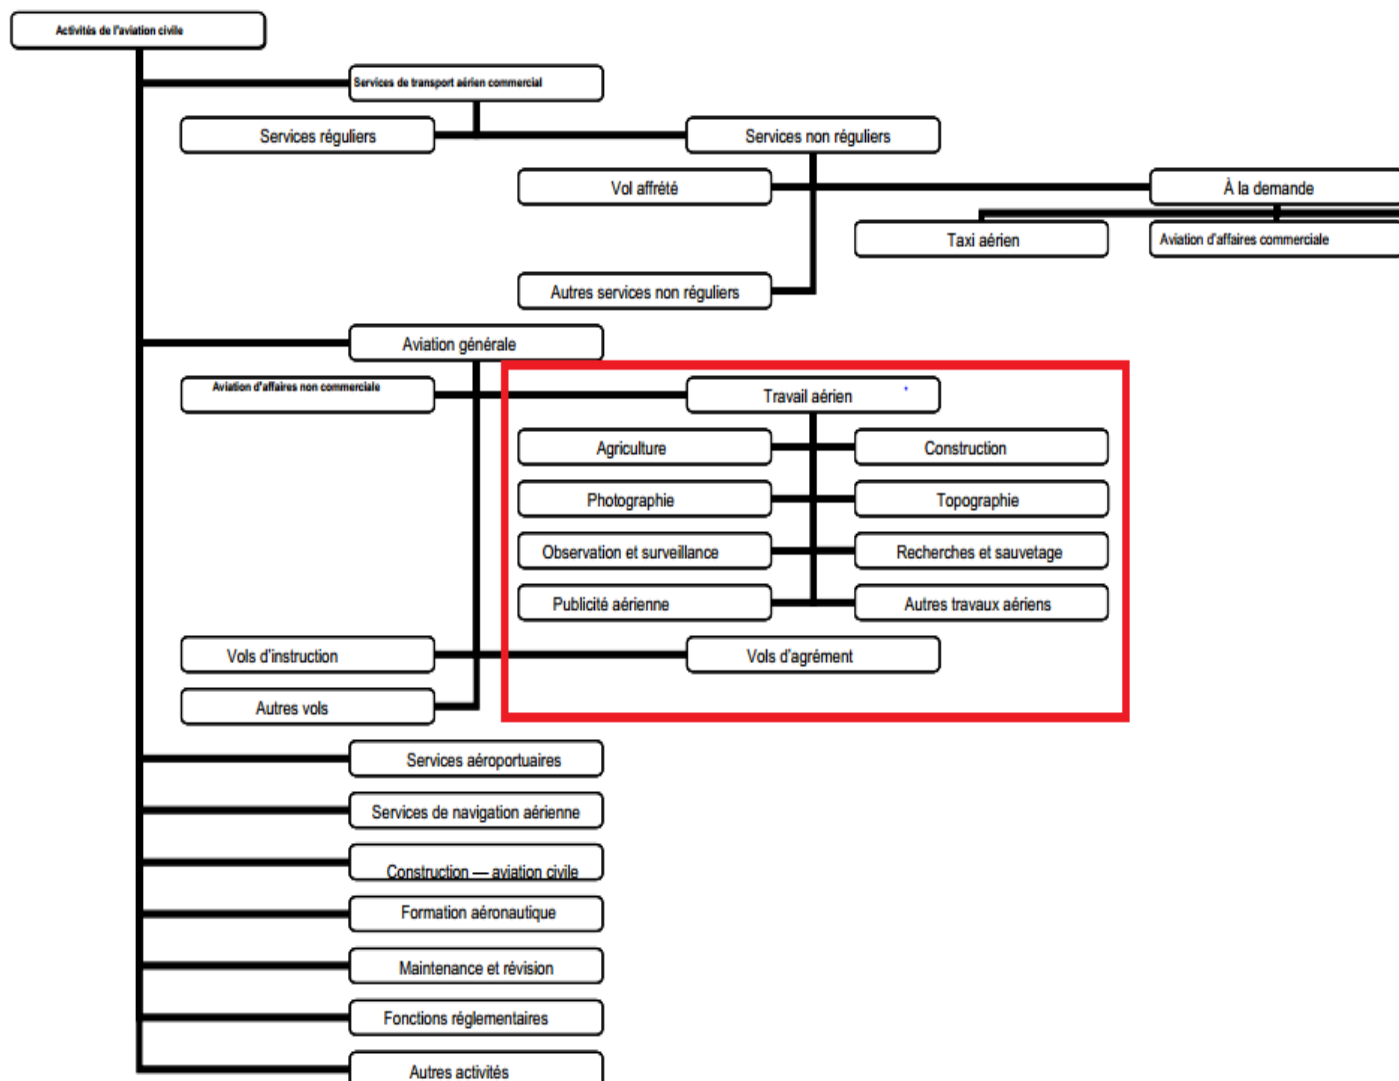 Activités de l'aviation civile
Services de transport aérien commercial
Services réguliers
Services non réguliers
Vol affrété
À la demande
Taxi aérien
Aviation d'affaires commerciale
Autres services non réguliers
Aviation générale
Aviation d'affaires non commerciale
Travail aérien
Agriculture
Construction
Photographie
Topographie
Observation et surveillance
Recherches et sauvetage
Publicité aérienne
Autres travaux aériens
Vols d'instruction
Vols d'agrément
Autres vols
Services aéroportuaires
Services de navigation aérienne
Construction — aviation civile
Formation aéronautique
Maintenance et révision
Fonctions réglementaires
Autres activités